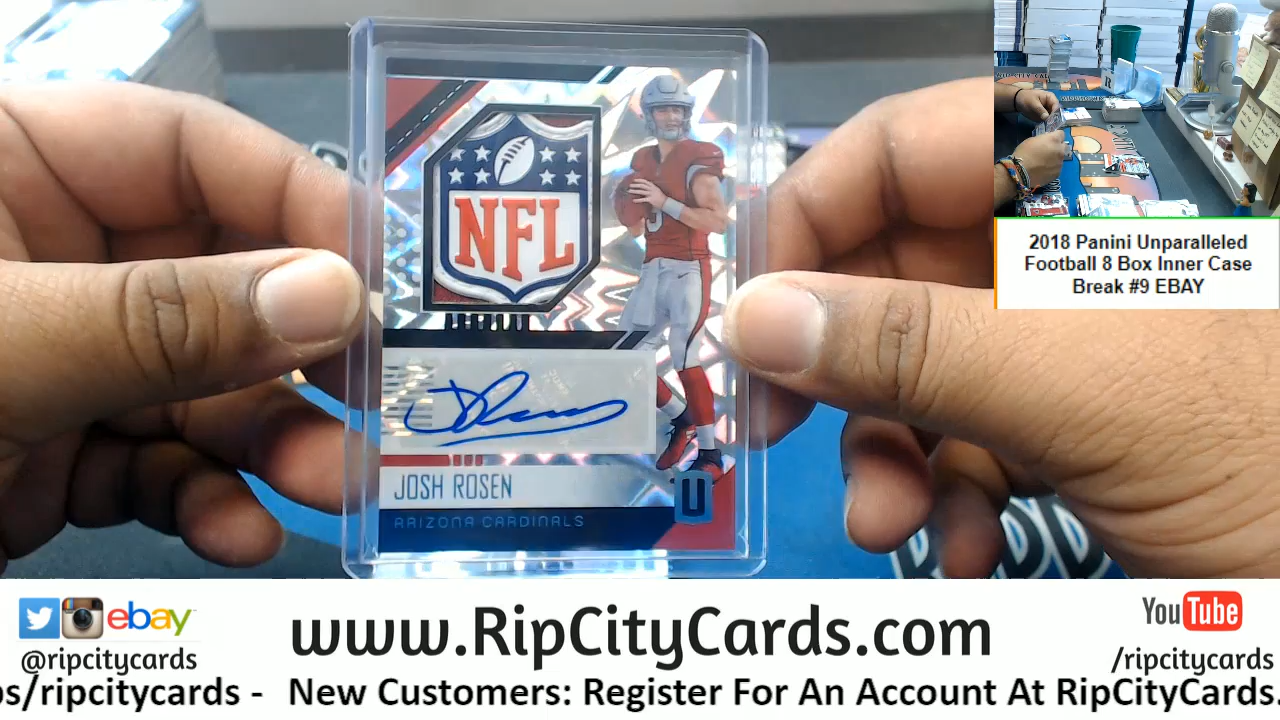 NFL
JOSH ROSEN
ARIZONA CARDINALS
U
2018 Panini Unparalleled
Football 8 Box Inner Case
Break #9 EBAY
ebay
@ripcitycards
www.RipCityCards.com
YouTube
/ripcitycards
os/ripcitycards - New Customers: Register For An Account At RipCityCards.